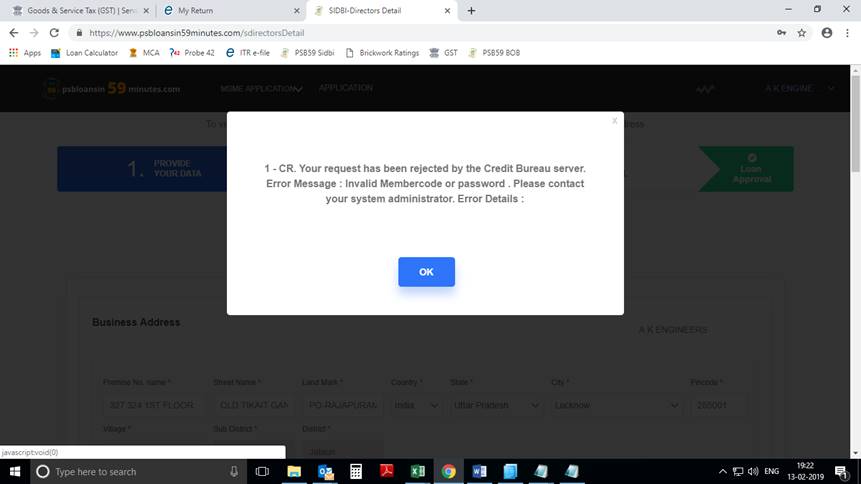 Goods & Service Tax (GST) | Serv
My Return
SIDBI-Directors Detail
https://www.psbloansin59minutes.com/sdirectorsDetail
Apps
Loan Calculator
MCA
Probe 42
ITR e-file
PSB59 Sidbi
Brickwork Ratings
GST
PSB59 BOB
psbloansin 59 minutes.com
MSME APPLICATION
APPLICATION
A K ENGINE
To
1. PROVIDE
YOUR DATA
Loan
Approval
X
1 - CR. Your request has been rejected by the Credit Bureau server.
Error Message : Invalid Membercode or password . Please contact
your system administrator. Error Details :
OK
Business Address
A K ENGINEERS
Premise No. name *
Street Name *
Land Mark *
Country *
State *
City *
Pincode *
327 324 1ST FLOOR
OLD TIKAIT GAN
PO-RAJAPURAM
India
Uttar Pradesh
Lucknow
Village *
Sub District *
District *
Jalaun
javascript:void(0)
Type here to search
ENG
19:22
13-02-2019